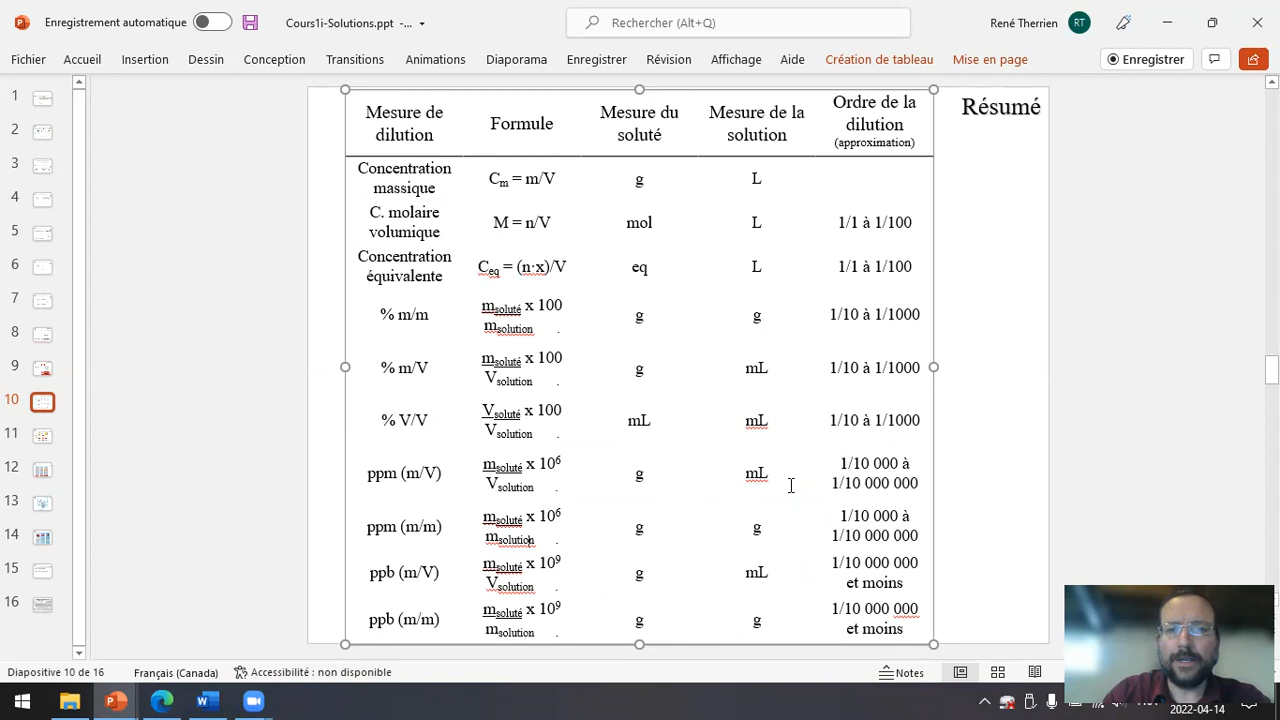 Enregistrement automatique
Cours1i-Solutions.ppt -...
Rechercher (Alt+Q)
René Therrien
RT
Fichier Accueil Insertion Dessin Conception Transitions Animations Diaporama Enregistrer Révision Affichage Aide Création de tableau Mise en page Enregistrer
1
2
3
4
5
6
7
8
9
10
11
12
13
14
15
16
Résumé
Mesure de dilution Formule Mesure du soluté Mesure de la solution Ordre de la dilution (approximation)
Concentration massique Cm = m/V g L
C. molaire volumique M = n/V mol L 1/1 à 1/100
Concentration équivalente Ceq = (n·x)/V eq L 1/1 à 1/100
% m/m msoluté x 100 msolution . g g 1/10 à 1/1000
% m/V msoluté x 100 Vsolution . g mL 1/10 à 1/1000
% V/V Vsoluté x 100 Vsolution . mL mL 1/10 à 1/1000
ppm (m/V) msoluté x 10⁶ Vsolution . g mL 1/10 000 à 1/10 000 000
ppm (m/m) msoluté x 10⁶ msolution . g g 1/10 000 à 1/10 000 000
ppb (m/V) msoluté x 10⁹ Vsolution . g mL 1/10 000 000 et moins
ppb (m/m) msoluté x 10⁹ msolution . g g 1/10 000 000 et moins
Diapositive 10 de 16 Français (Canada) Accessibilité : non disponible Notes
2022-04-14